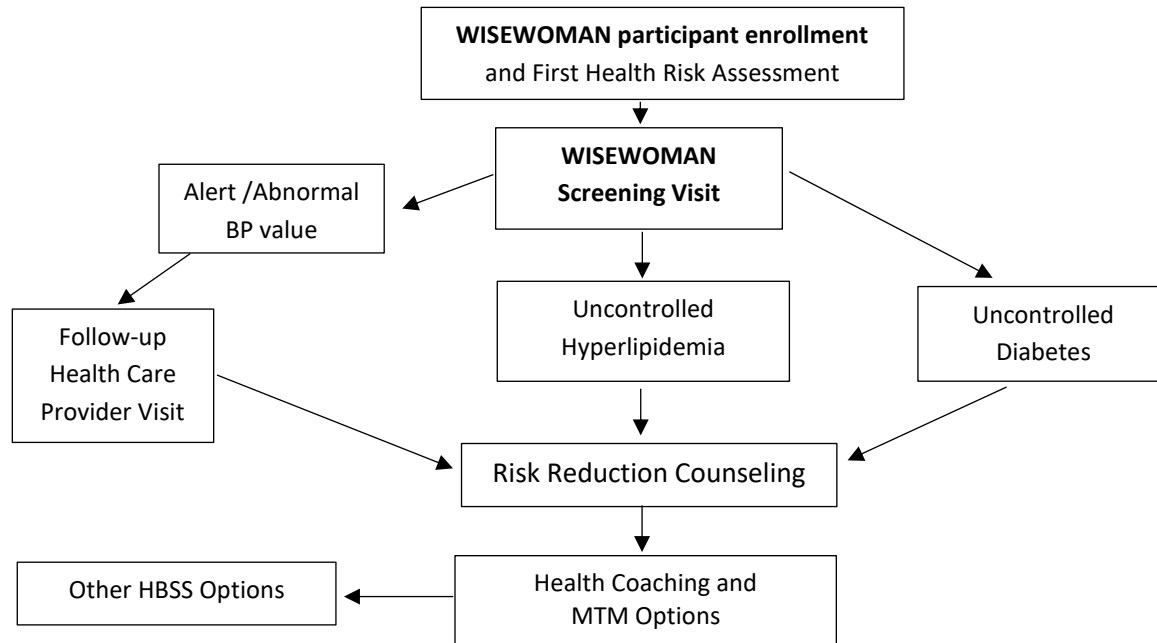 WISEWOMAN participant enrollment
and First Health Risk Assessment
WISEWOMAN
Screening Visit
Alert /Abnormal
BP value
Follow-up
Health Care
Provider Visit
Uncontrolled
Hyperlipidemia
Uncontrolled
Diabetes
Risk Reduction Counseling
Health Coaching and
MTM Options
Other HBSS Options